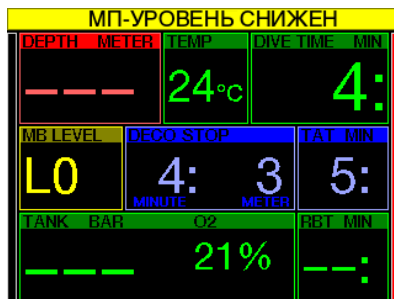 МП-УРОВЕНЬ СНИЖЕН
DEPTH METER TEMP DIVE TIME MIN
--- 24°C 4:
MB LEVEL DECO STOP TAT MIN
L0 4: 3 5:
MINUTE METER
TANK BAR O2 RBT MIN
--- 21% --: